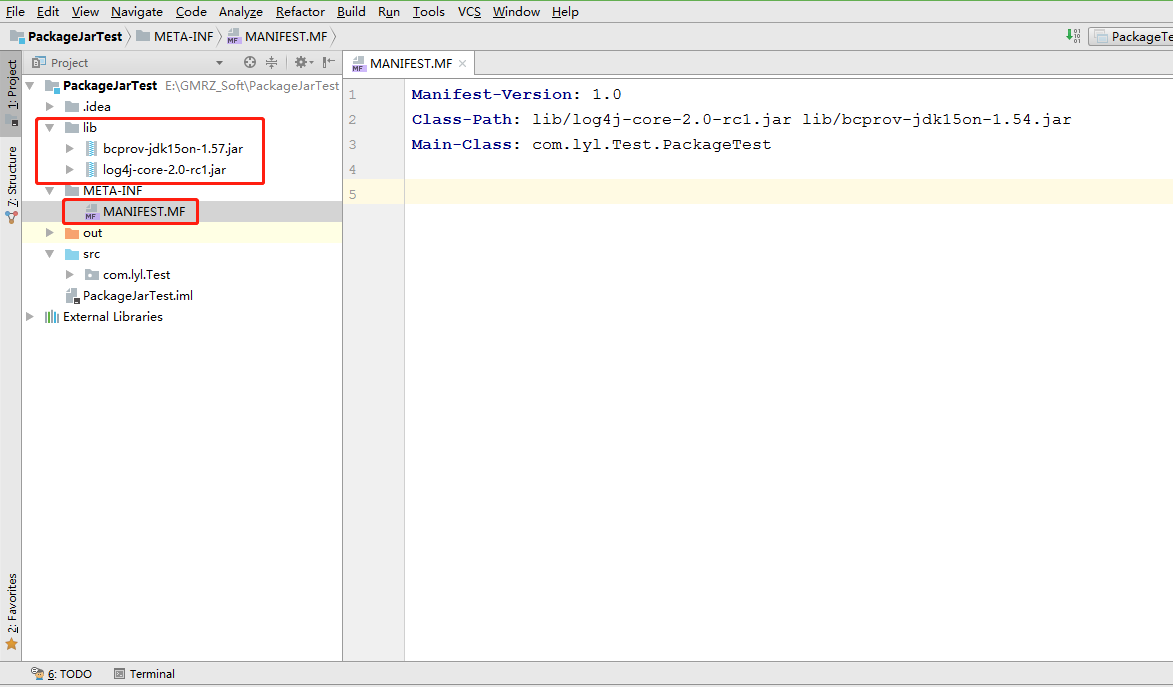 File Edit View Navigate Code Analyze Refactor Build Run Tools VCS Window Help
PackageJarTest META-INF MANIFEST.MF PackageTe
1: Project
Z: Structure
2: Favorites
Project
PackageJarTest E:\GMRZ_Soft\PackageJarTest
.idea
lib
bcprov-jdk15on-1.57.jar
log4j-core-2.0-rc1.jar
META-INF
MANIFEST.MF
out
src
com.lyl.Test
PackageJarTest.iml
External Libraries
MANIFEST.MF
1 Manifest-Version: 1.0
2 Class-Path: lib/log4j-core-2.0-rc1.jar lib/bcprov-jdk15on-1.54.jar
3 Main-Class: com.lyl.Test.PackageTest
4
5
6: TODO Terminal